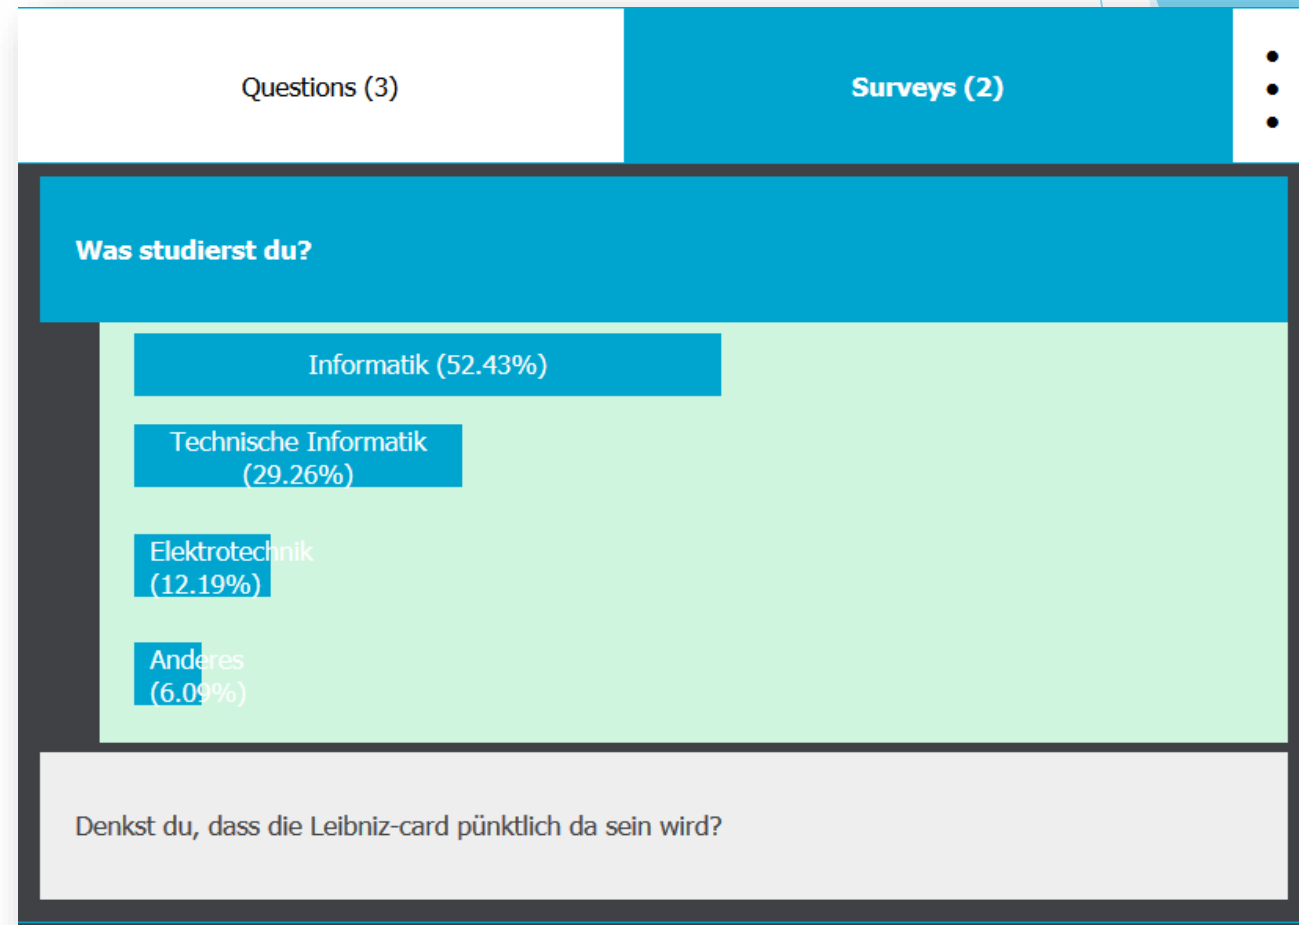 Questions (3)
Surveys (2)
Was studierst du?
Informatik (52.43%)
Technische Informatik
(29.26%)
Elektrotechnik
(12.19%)
Anderes
(6.09%)
Denkst du, dass die Leibniz-card pünktlich da sein wird?